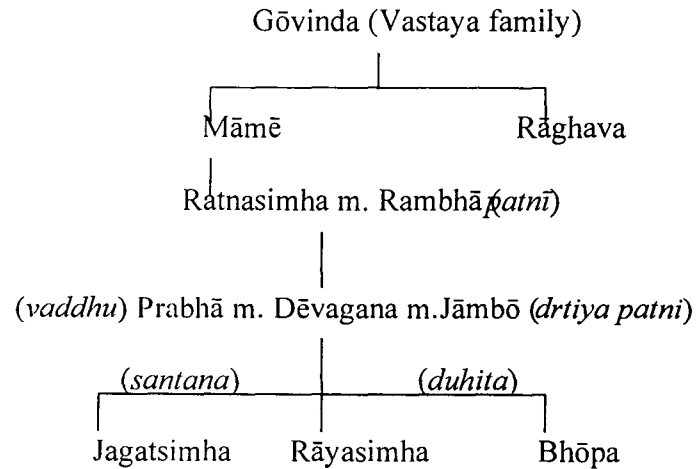 Gōvinda (Vastaya family)
Māmē Rāghava
Ratnasimha m. Rambhā (patnī)
(vaddhu) Prabhā m. Dēvagana m.Jāmbō (drtiya patni)
(santana) (duhita)
Jagatsimha Rāyasimha Bhōpa